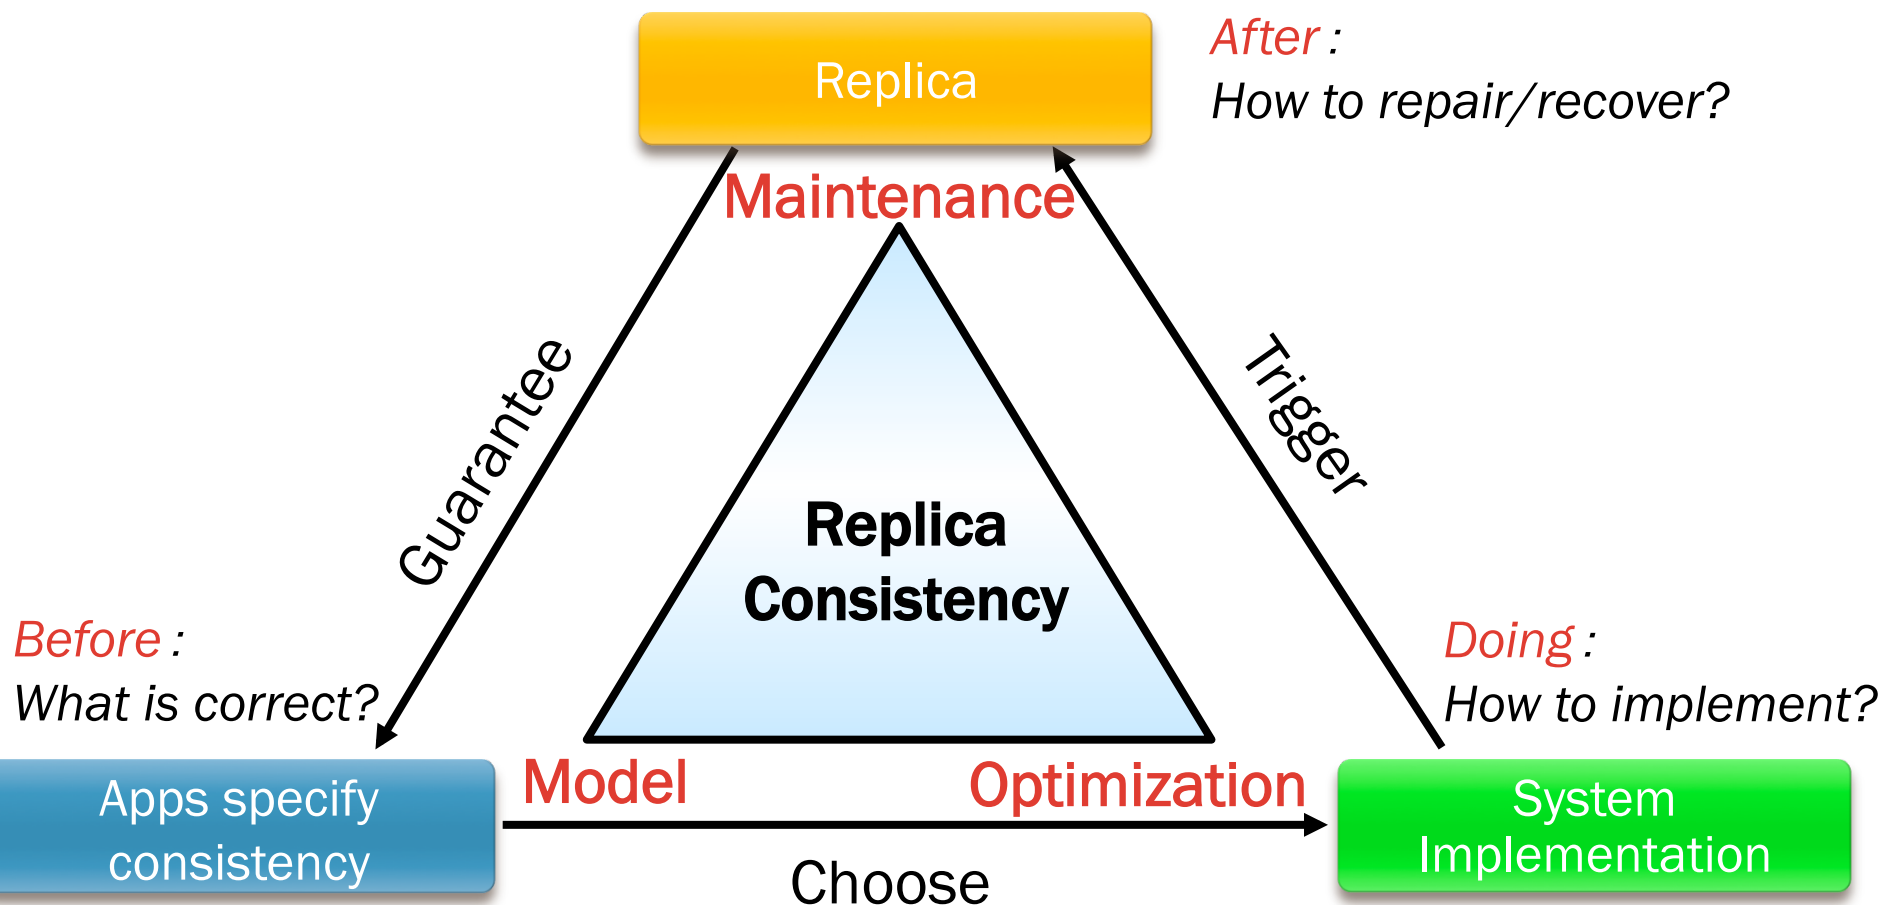 Replica
After :
How to repair/recover?
Maintenance
Guarantee
Trigger
Replica
Consistency
Before :
What is correct?
Doing :
How to implement?
Model
Optimization
Apps specify
consistency
System
Implementation
Choose